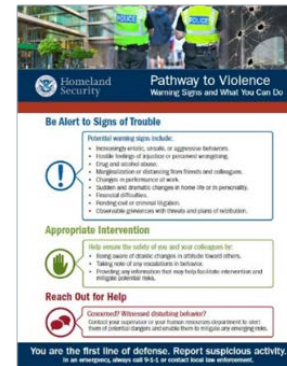 POLICE
POLICE
Homeland
Security
Pathway to Violence
Warning Signs and What You Can Do
Be Alert to Signs of Trouble
Potential warning signs include:
• Increasingly erratic, unsafe, or aggressive behaviors.
• Hostile feelings of injustice or perceived wrongdoing.
• Drug and alcohol abuse.
• Marginalization or distancing from friends and colleagues.
• Changes in performance at work.
• Sudden and dramatic changes in home life or in personality.
• Financial difficulties.
• Pending civil or criminal litigation.
• Observable grievances with threats and plans of retribution.
Appropriate Intervention
Help ensure the safety of you and your colleagues by:
• Being aware of drastic changes in attitude toward others.
• Taking note of any escalations in behavior.
• Providing any information that may help facilitate intervention and
mitigate potential risks.
Reach Out for Help
Concerned? Witnessed disturbing behavior?
Contact your supervisor or your human resources department to alert
them of potential dangers and enable them to mitigate any emerging risks.
You are the first line of defense. Report suspicious activity.
In an emergency, always call 9-1-1 or contact local law enforcement.